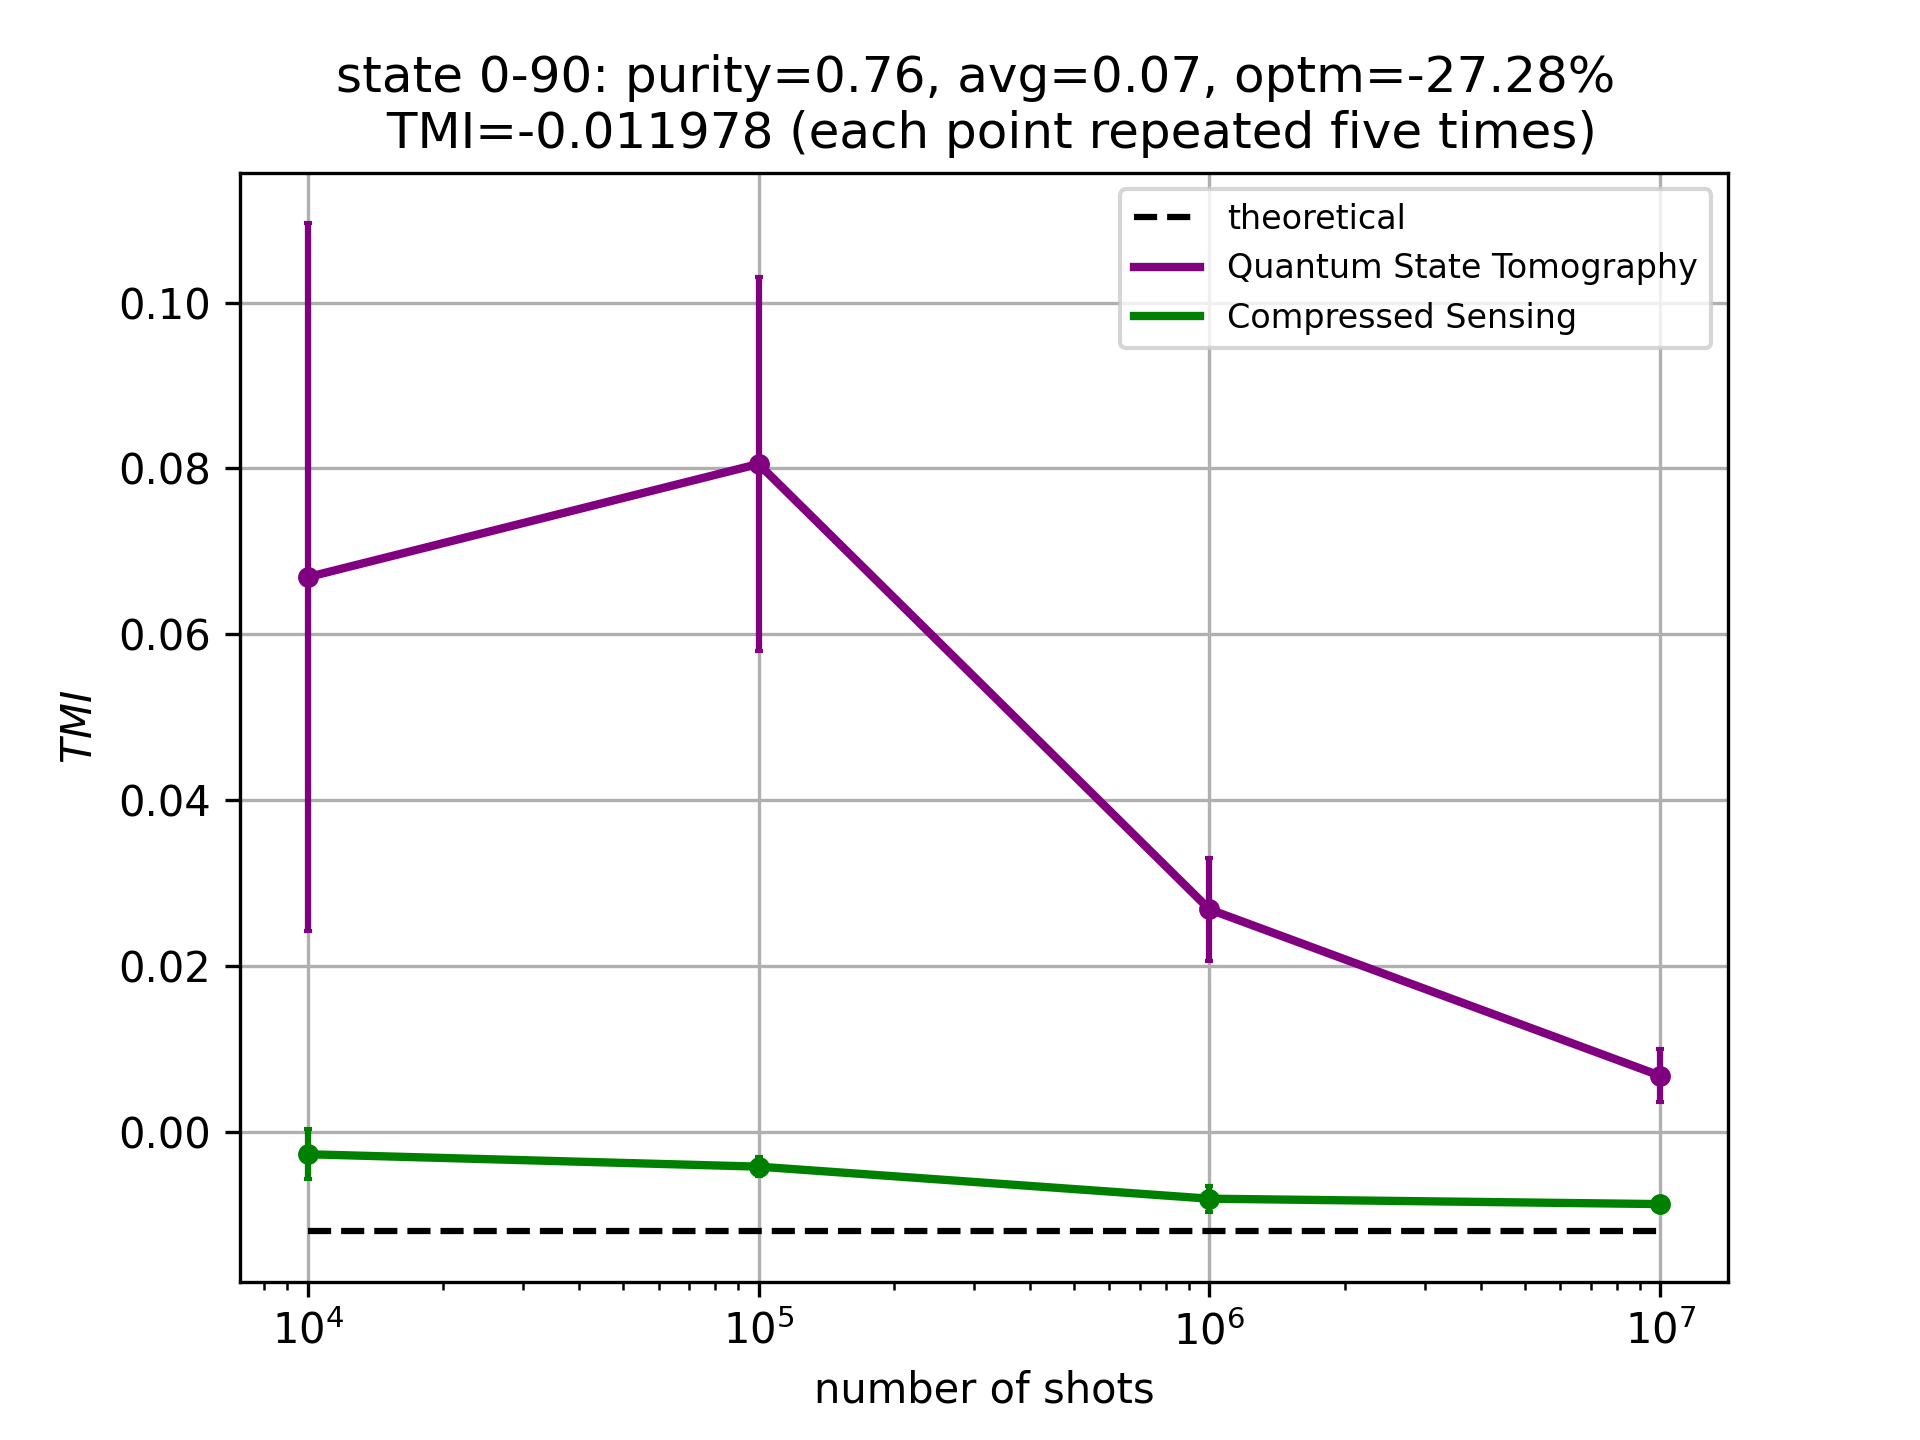 state 0-90: purity=0.76, avg=0.07, optm=-27.28%
TMI=-0.011978 (each point repeated five times)
theoretical
Quantum State Tomography
Compressed Sensing
0.10
0.08
0.06
0.04
0.02
0.00
TMI
10⁴ 10⁵ 10⁶ 10⁷
number of shots